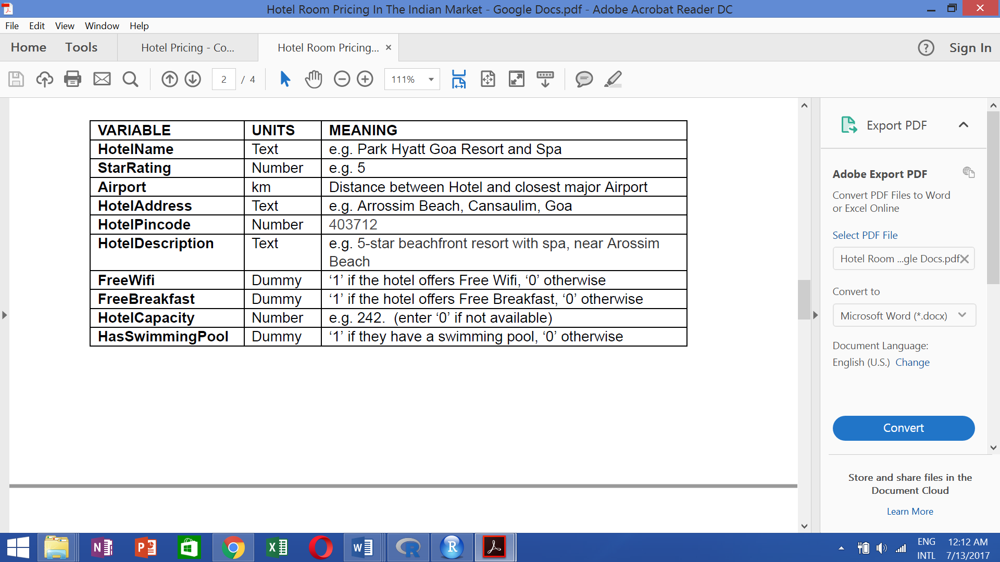 Hotel Room Pricing In The Indian Market - Google Docs.pdf - Adobe Acrobat Reader DC
File Edit View Window Help
Home Tools Hotel Pricing - Co... Hotel Room Pricing... × ? Sign In
2 / 4 111%
VARIABLE UNITS MEANING
HotelName Text e.g. Park Hyatt Goa Resort and Spa
StarRating Number e.g. 5
Airport km Distance between Hotel and closest major Airport
HotelAddress Text e.g. Arrossim Beach, Cansaulim, Goa
HotelPincode Number 403712
HotelDescription Text e.g. 5-star beachfront resort with spa, near Arossim
Beach
FreeWifi Dummy ‘1’ if the hotel offers Free Wifi, ‘0’ otherwise
FreeBreakfast Dummy ‘1’ if the hotel offers Free Breakfast, ‘0’ otherwise
HotelCapacity Number e.g. 242. (enter ‘0’ if not available)
HasSwimmingPool Dummy ‘1’ if they have a swimming pool, ‘0’ otherwise
Export PDF
Adobe Export PDF
Convert PDF Files to Word
or Excel Online
Select PDF File
Hotel Room ...gle Docs.pdf
Convert to
Microsoft Word (*.docx)
Document Language:
English (U.S.) Change
Convert
Store and share files in the
Document Cloud
Learn More
N P X W R R
ENG 12:12 AM
INTL 7/13/2017